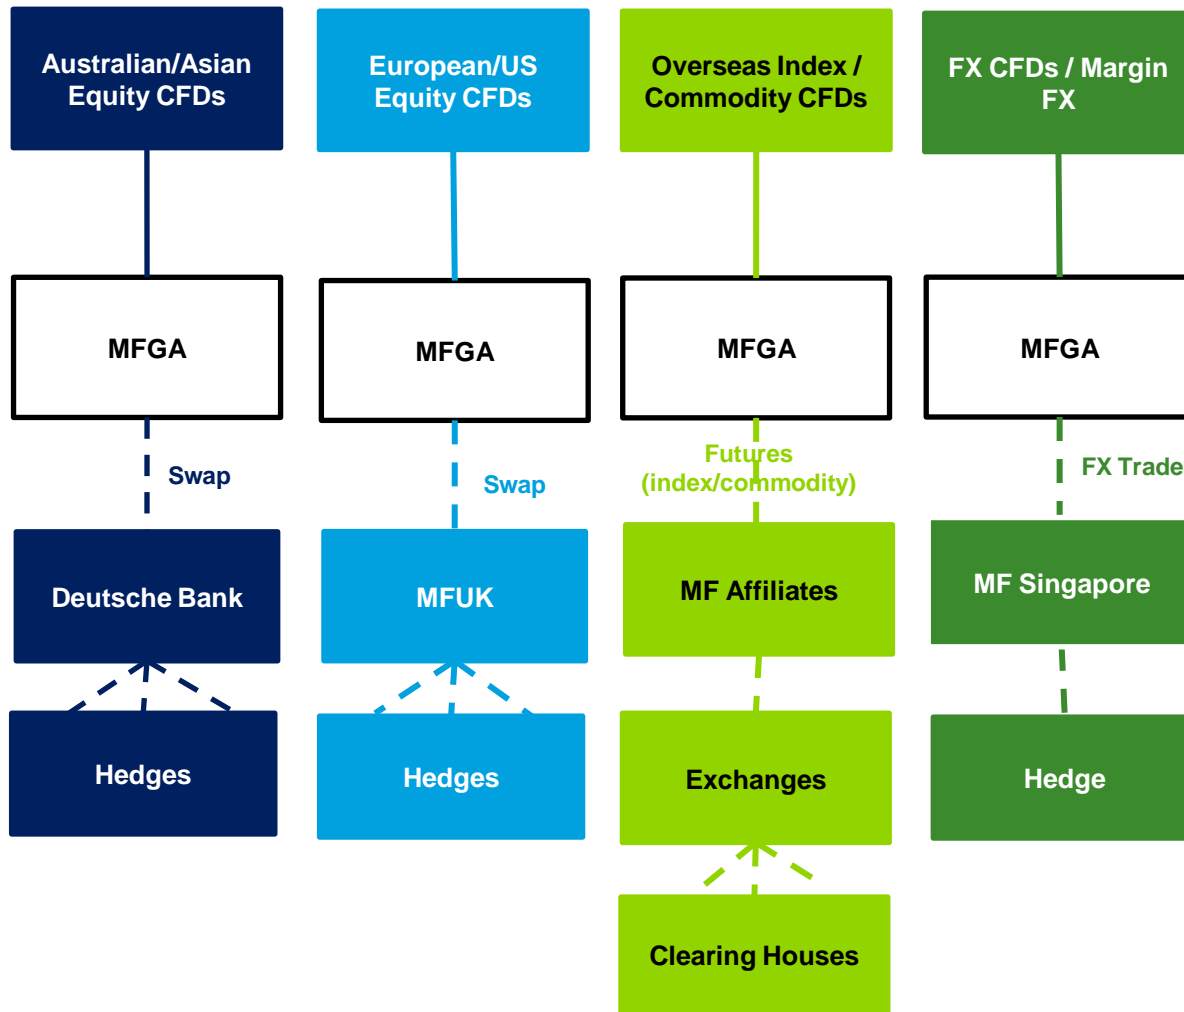 Australian/Asian
Equity CFDs
European/US
Equity CFDs
Overseas Index /
Commodity CFDs
FX CFDs / Margin
FX
MFGA
MFGA
MFGA
MFGA
Swap
Swap
Futures
(index/commodity)
FX Trade
Deutsche Bank
MFUK
MF Affiliates
MF Singapore
Hedges
Hedges
Exchanges
Hedge
Clearing Houses